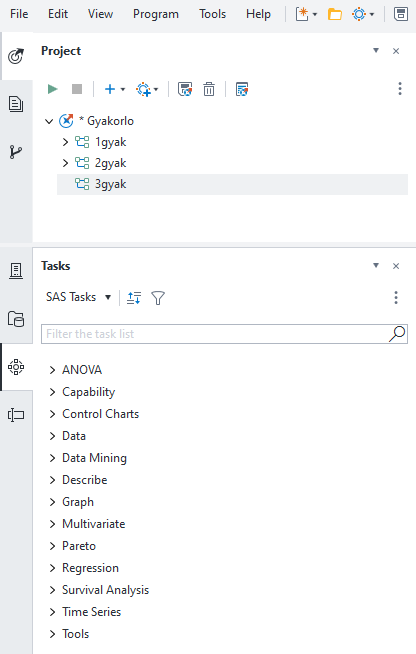 File Edit View Program Tools Help
Project
* Gyakorlo
1gyak
2gyak
3gyak
Tasks
SAS Tasks
Filter the task list
ANOVA
Capability
Control Charts
Data
Data Mining
Describe
Graph
Multivariate
Pareto
Regression
Survival Analysis
Time Series
Tools